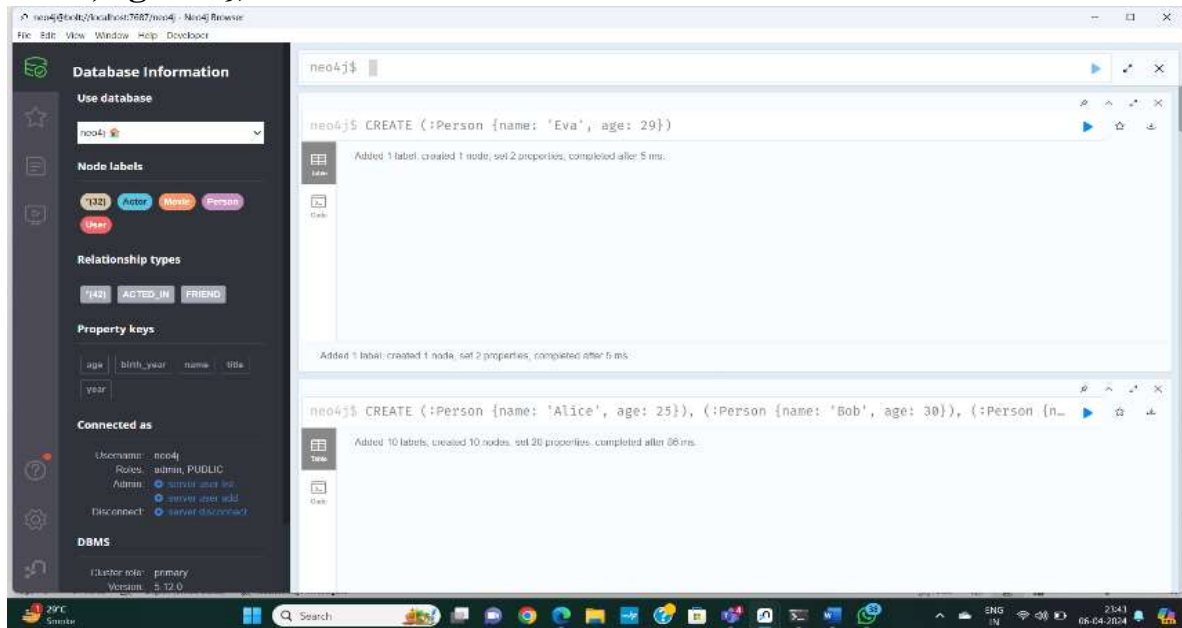 neo4j@bolt://localhost:7687/neo4j - Neo4j Browser
File Edit View Window Help Developer
Database Information
Use database
neo4j
Node labels
*(32) Actor Movie Person
User
Relationship types
*(42) ACTED_IN FRIEND
Property keys
age birth_year name title
year
Connected as
Username: neo4j
Roles: admin, PUBLIC
Admin: server user list
server user add
Disconnect: server disconnect
DBMS
Cluster role: primary
Version: 5.12.0
neo4j$
neo4j$ CREATE (:Person {name: 'Eva', age: 29})
Table
Added 1 label, created 1 node, set 2 properties, completed after 5 ms.
Code
Added 1 label, created 1 node, set 2 properties, completed after 5 ms.
neo4j$ CREATE (:Person {name: 'Alice', age: 25}), (:Person {name: 'Bob', age: 30}), (:Person {n…
Table
Added 10 labels, created 10 nodes, set 20 properties, completed after 86 ms.
Code
29°C
Smoke
Search
ENG
IN
23:43
06-04-2024